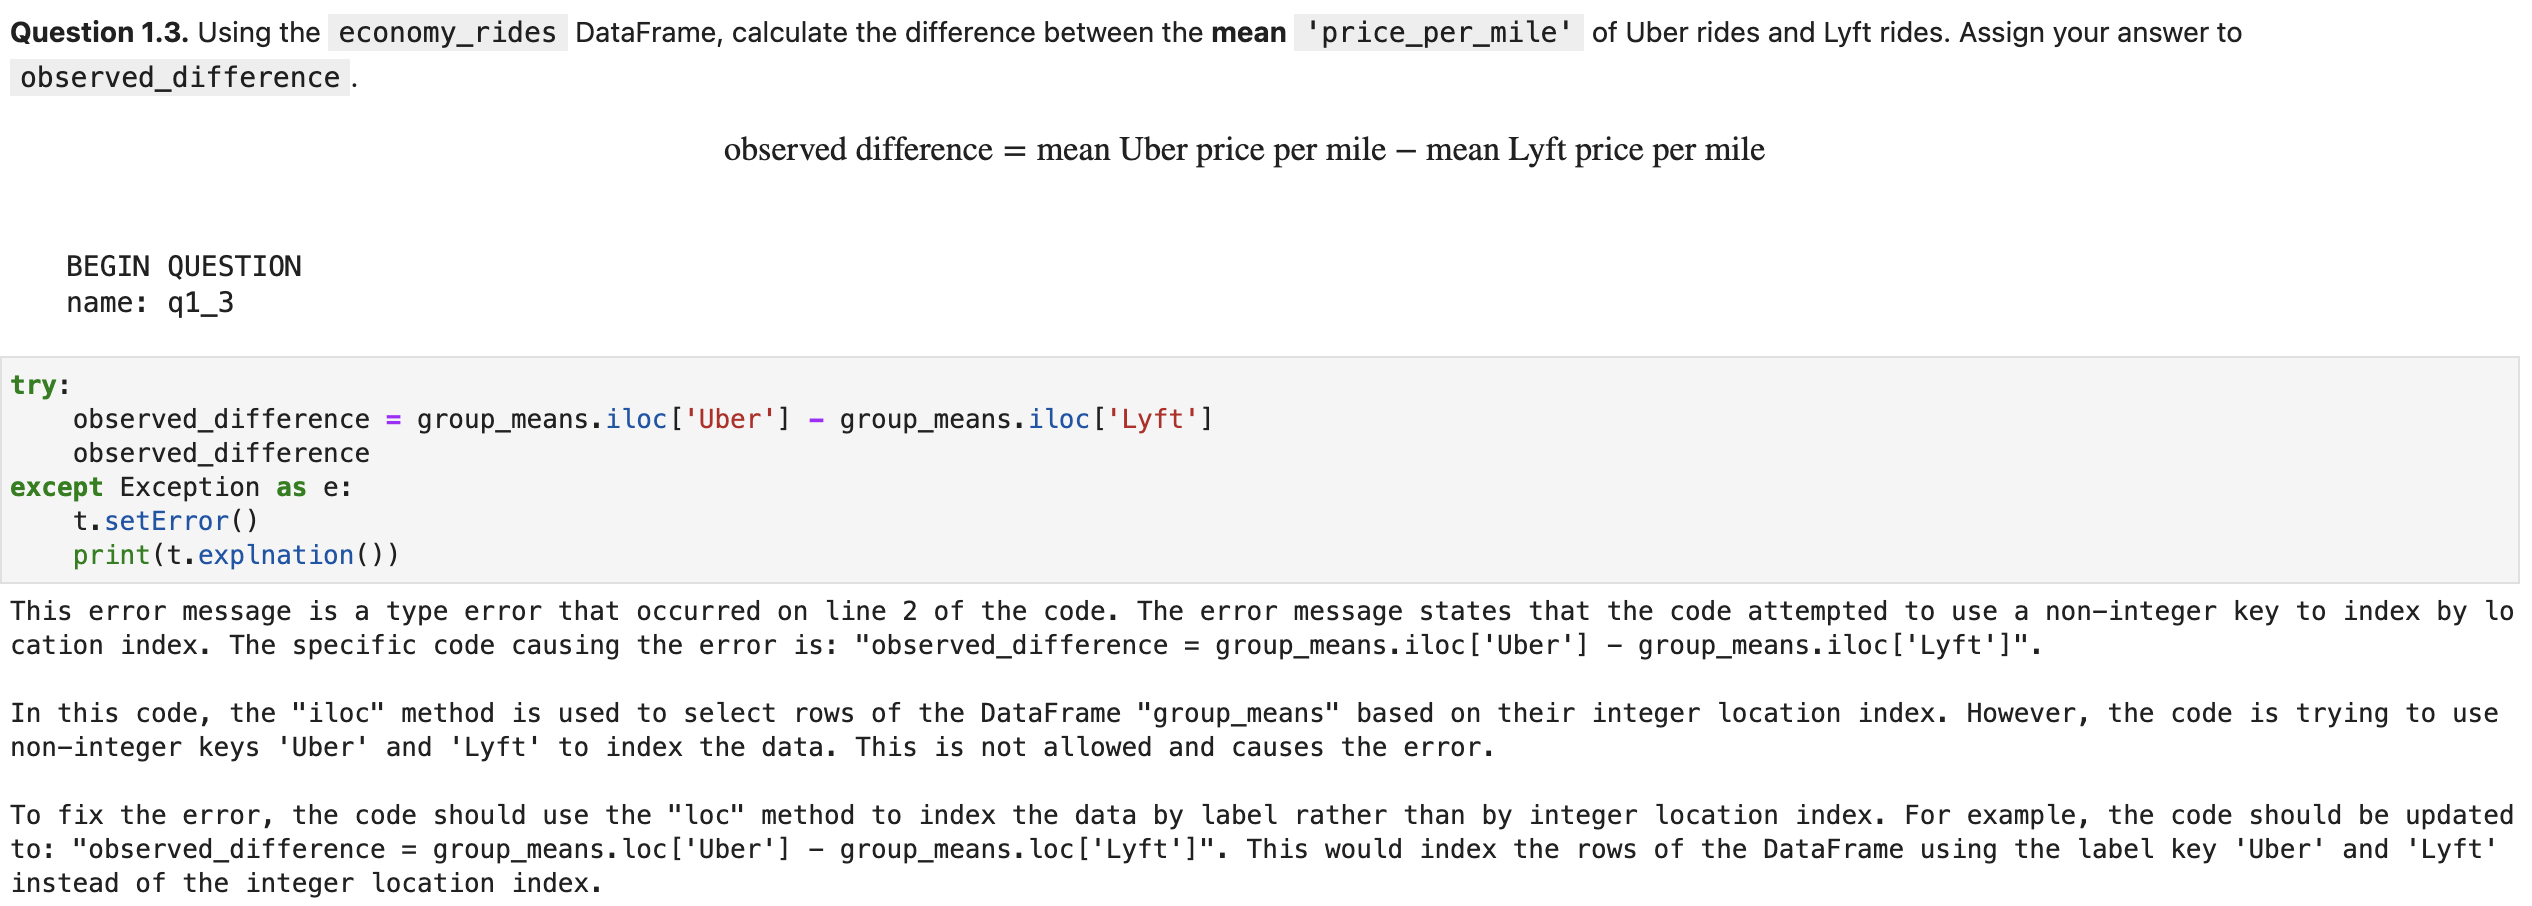 Question 1.3. Using the economy_rides DataFrame, calculate the difference between the mean 'price_per_mile' of Uber rides and Lyft rides. Assign your answer to
observed_difference .
observed difference = mean Uber price per mile − mean Lyft price per mile
BEGIN QUESTION
name: q1_3
try:
    observed_difference = group_means.iloc['Uber'] - group_means.iloc['Lyft']
    observed_difference
except Exception as e:
    t.setError()
    print(t.explnation())
This error message is a type error that occurred on line 2 of the code. The error message states that the code attempted to use a non-integer key to index by lo
cation index. The specific code causing the error is: "observed_difference = group_means.iloc['Uber'] - group_means.iloc['Lyft']".
In this code, the "iloc" method is used to select rows of the DataFrame "group_means" based on their integer location index. However, the code is trying to use
non-integer keys 'Uber' and 'Lyft' to index the data. This is not allowed and causes the error.
To fix the error, the code should use the "loc" method to index the data by label rather than by integer location index. For example, the code should be updated
to: "observed_difference = group_means.loc['Uber'] - group_means.loc['Lyft']". This would index the rows of the DataFrame using the label key 'Uber' and 'Lyft'
instead of the integer location index.